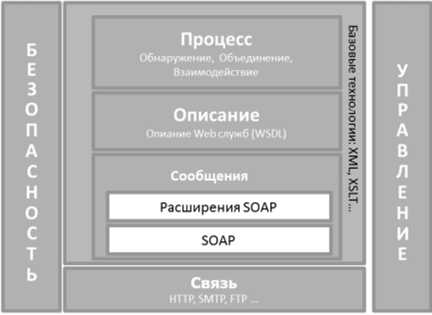 БЕЗОПАСНОСТЬ
Процесс
Обнаружение, Объединение,
Взаимодействие
Описание
Опиание Web служб (WSDL)
Сообщения
Расширения SOAP
SOAP
Базовые технологии: XML, XSLT...
Связь
HTTP, SMTP, FTP ...
УПРАВЛЕНИЕ